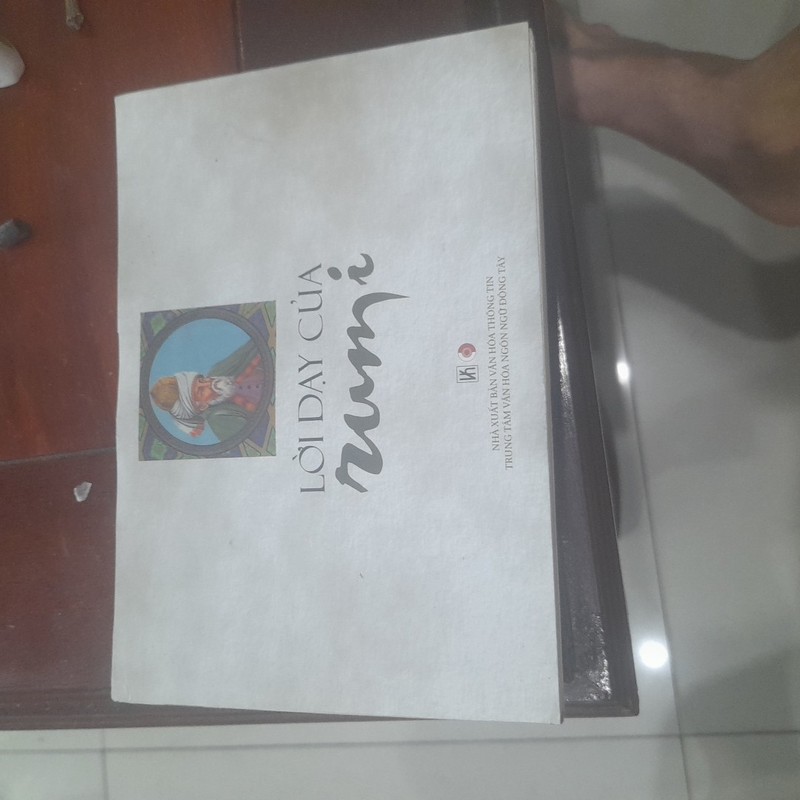 LỜI DẠY CỦA
rumi
NHÀ XUẤT BẢN VĂN HÓA THÔNG TIN
TRUNG TÂM VĂN HÓA NGÔN NGỮ ĐÔNG TÂY